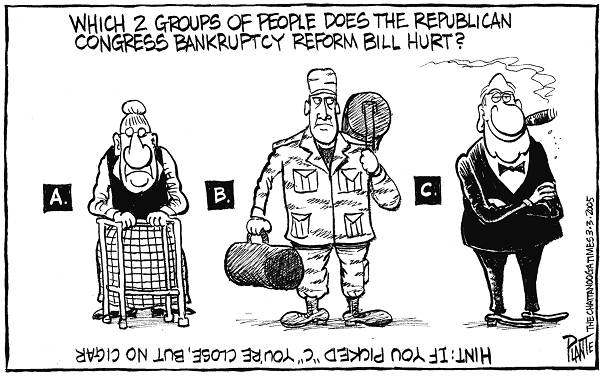 WHICH 2 GROUPS OF PEOPLE DOES THE REPUBLICAN
CONGRESS BANKRUPTCY REFORM BILL HURT?
A.
B.
C.
HINT: IF YOU PICKED "C" YOU'RE CLOSE, BUT NO CIGAR
PLANTE
THE CHATTANOOGA TIMES 3-3-2005